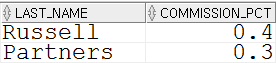 LAST_NAME COMMISSION_PCT
Russell 0.4
Partners 0.3